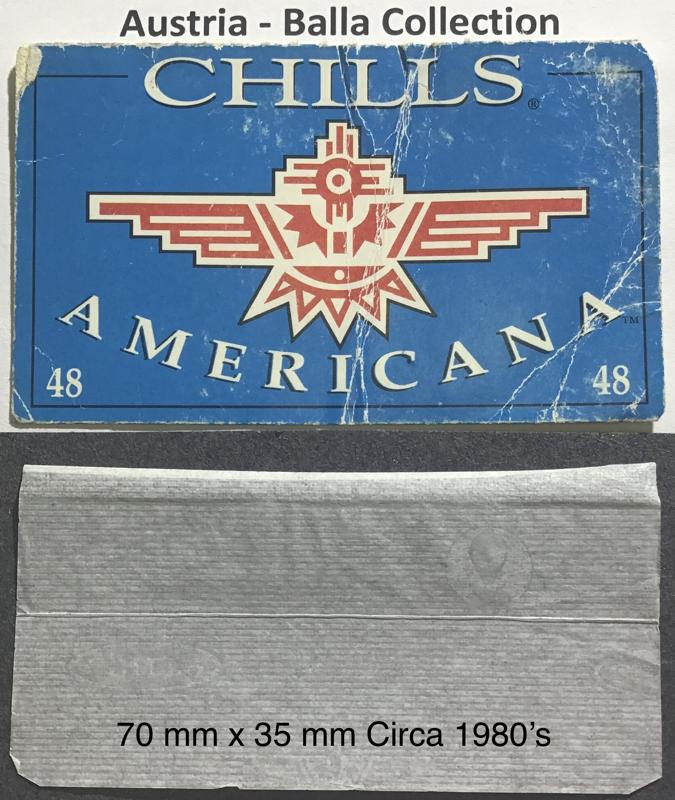 Austria - Balla Collection
CHILLS®
AMERICANA™
48 48
70 mm x 35 mm Circa 1980's